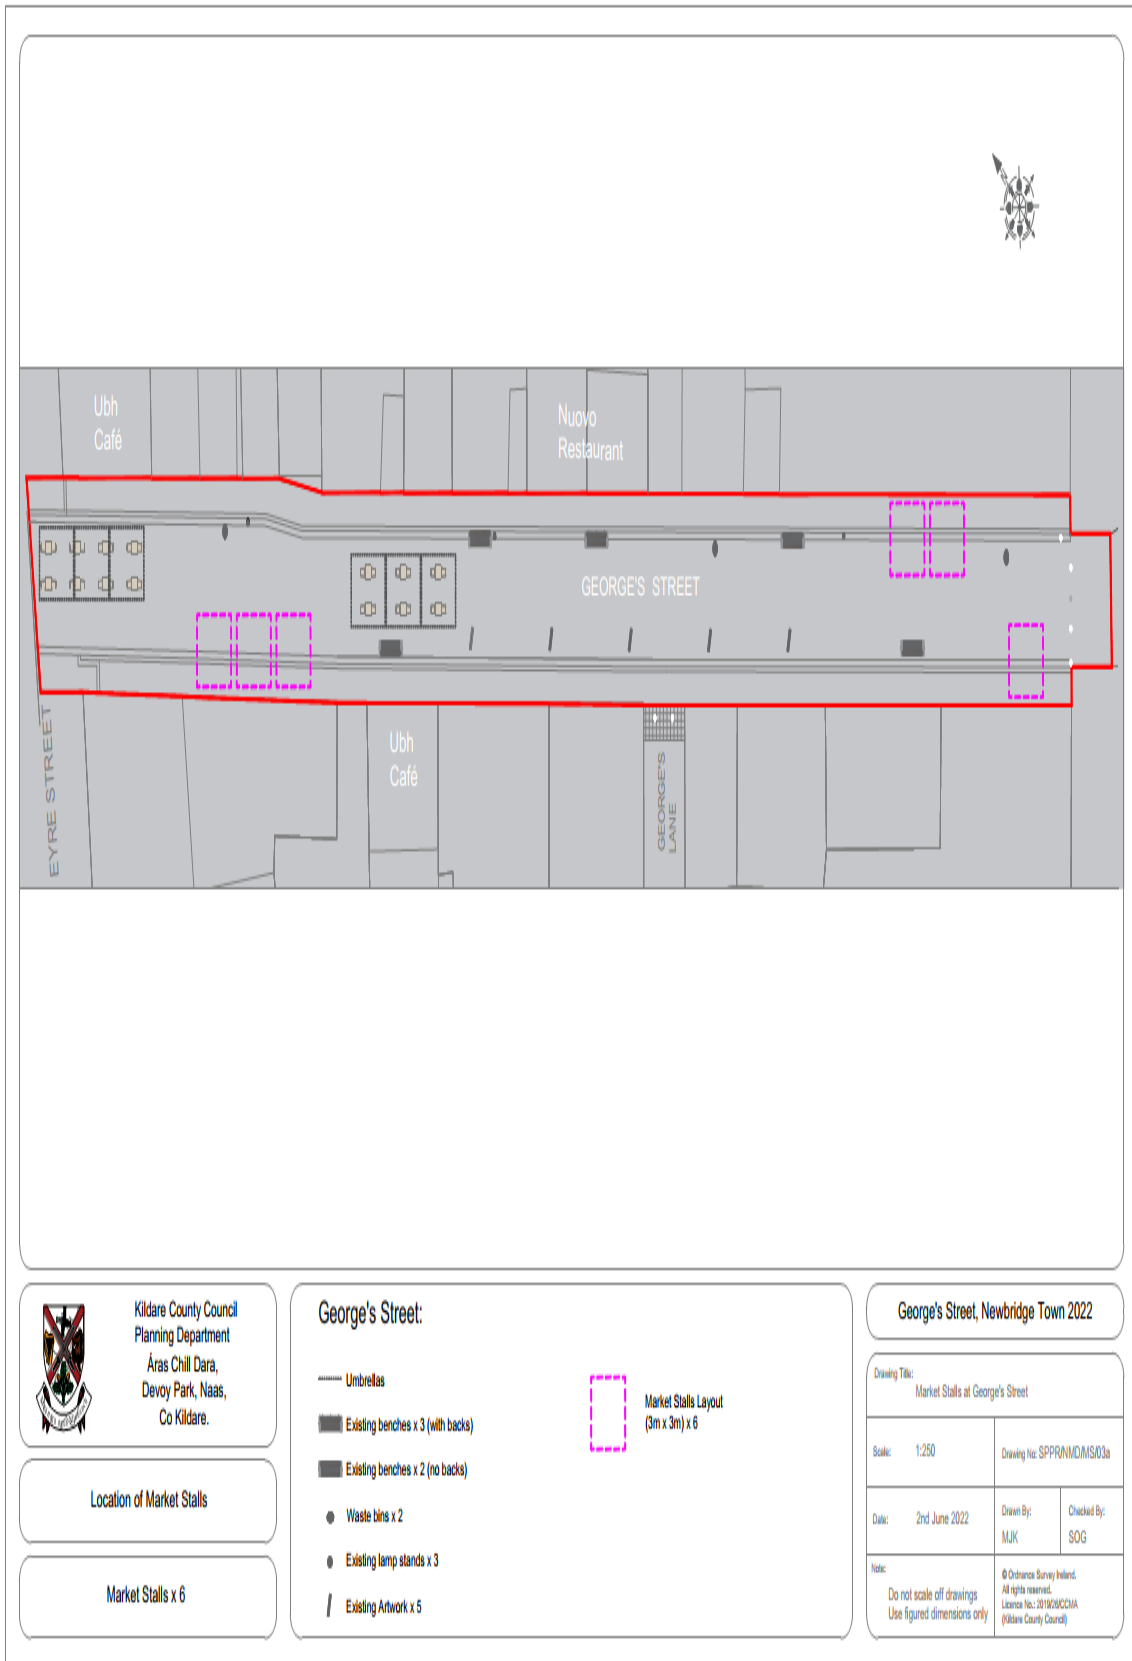 Ubh
Café
Nuovo
Restaurant
GEORGE'S STREET
Ubh
Café
EYRE STREET
GEORGE'S
LANE
Kildare County Council
Planning Department
Áras Chill Dara,
Devoy Park, Naas,
Co Kildare.
Location of Market Stalls
Market Stalls x 6
George's Street:
Umbrellas
Existing benches x 3 (with backs)
Existing benches x 2 (no backs)
Waste bins x 2
Existing lamp stands x 3
Existing Artwork x 5
Market Stalls Layout
(3m x 3m) x 6
George's Street, Newbridge Town 2022
Drawing Title:
Market Stalls at George's Street
Scale: 1:250
Drawing No: SPPR/NMD/MS/03a
Date: 2nd June 2022
Drawn By:
MJK
Checked By:
SOG
Note:
Do not scale off drawings
Use figured dimensions only
© Ordnance Survey Ireland.
All rights reserved.
Licence No.: 2019/26/CCMA
(Kildare County Council)